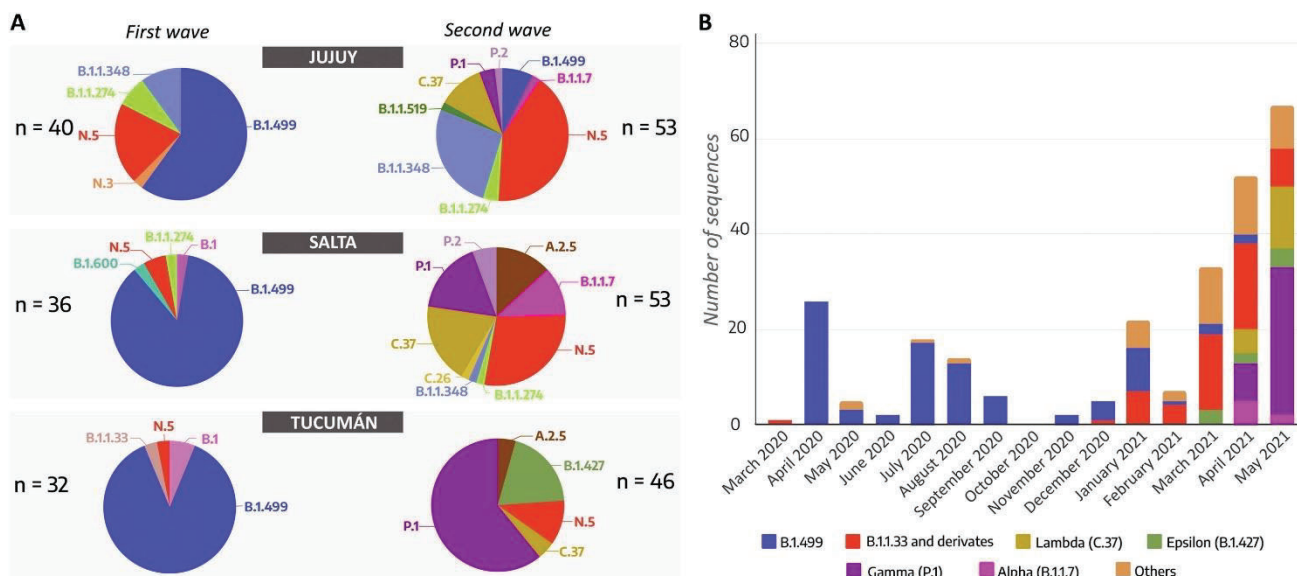 A
First wave
Second wave
JUJUY
B.1.1.348
B.1.1.274
N.5
N.3
B.1.499
n = 40
P.2
P.1
C.37
B.1.1.519
B.1.1.348
B.1.1.274
B.1.499
B.1.1.7
N.5
n = 53
SALTA
B.1.1.274
N.5
B.1.600
B.1
B.1.499
n = 36
P.2
P.1
C.37
C.26
B.1.1.348
B.1.1.274
A.2.5
B.1.1.7
N.5
n = 53
TUCUMÁN
N.5
B.1.1.33
B.1
B.1.499
n = 32
P.1
A.2.5
B.1.427
N.5
C.37
n = 46
B
Number of sequences
80
60
40
20
0
March 2020
April 2020
May 2020
June 2020
July 2020
August 2020
September 2020
October 2020
November 2020
December 2020
January 2021
February 2021
March 2021
April 2021
May 2021
B.1.499
B.1.1.33 and derivates
Lambda (C.37)
Epsilon (B.1.427)
Gamma (P.1)
Alpha (B.1.1.7)
Others